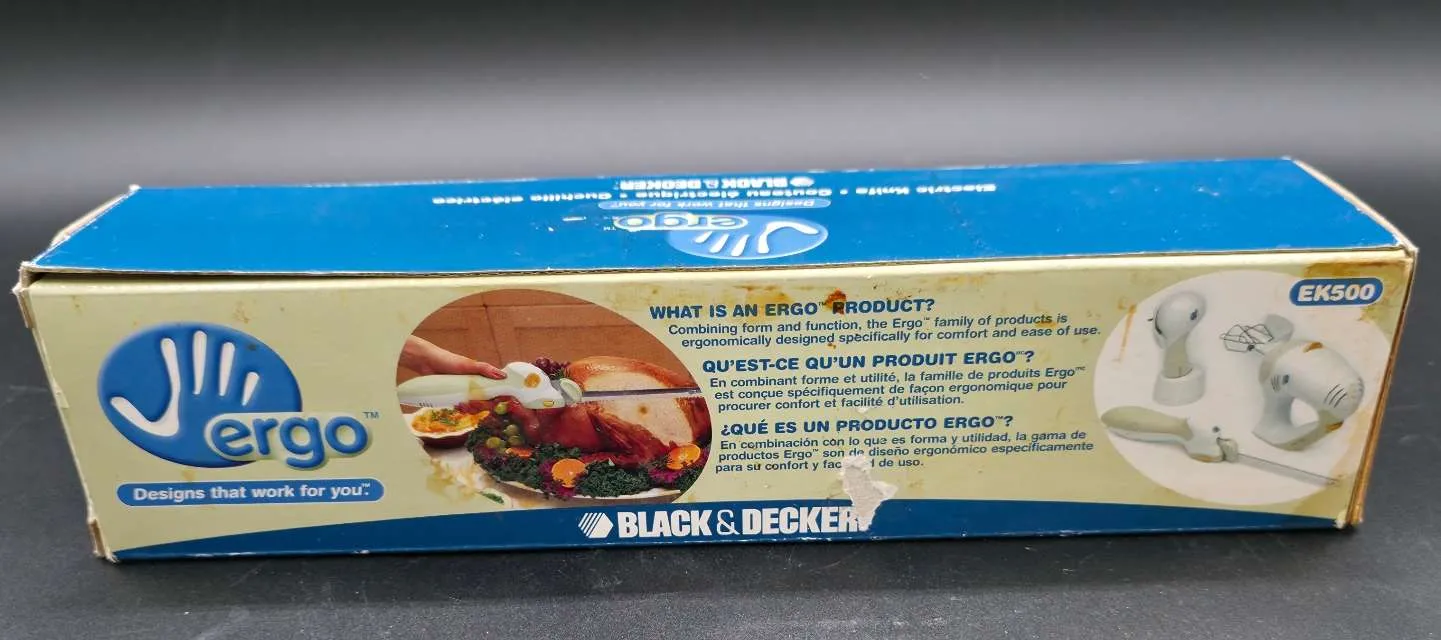 Electric Knife • Couteau électrique • Cuchillo eléctrico
BLACK & DECKER
Designs that work for you™
ergo™
ergo™
Designs that work for you™.
WHAT IS AN ERGO™ PRODUCT?
Combining form and function, the Ergo™ family of products is
ergonomically designed specifically for comfort and ease of use.
QU'EST-CE QU'UN PRODUIT ERGO™?
En combinant forme et utilité, la famille de produits Ergo™
est conçue spécifiquement de façon ergonomique pour
procurer confort et facilité d'utilisation.
¿QUÉ ES UN PRODUCTO ERGO™?
En combinación con lo que es forma y utilidad, la gama de
productos Ergo™ son de diseño ergonómico especificamente
para su confort y de uso.
EK500
BLACK & DECKER